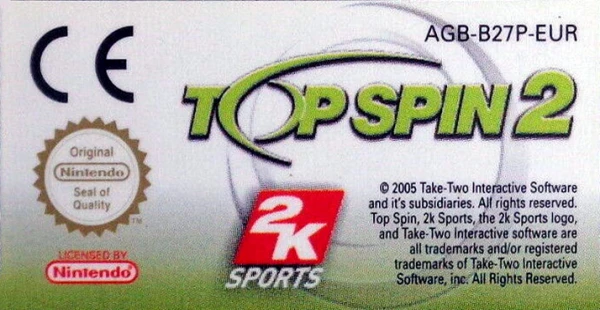 CE
AGB-B27P-EUR
TOPSPIN 2
Original
Nintendo
Seal of
Quality
TM
LICENSED BY
Nintendo
2K
SPORTS
© 2005 Take-Two Interactive Software
and it's subsidiaries. All rights reserved.
Top Spin, 2k Sports, the 2k Sports logo,
and Take-Two Interactive software are
all trademarks and/or registered
trademarks of Take-Two Interactive
Software, inc. All Rights Reserved.